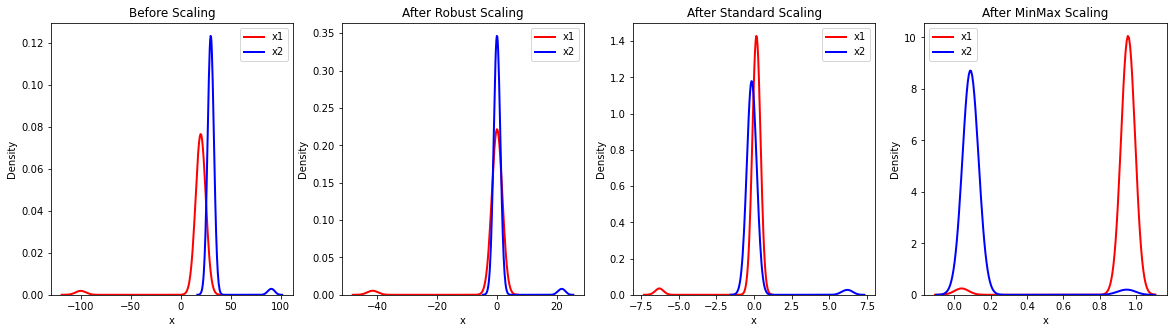 Before Scaling
Density
0.12
0.10
0.08
0.06
0.04
0.02
0.00
x1
x2
−100
−50
0
50
100
x
After Robust Scaling
Density
0.35
0.30
0.25
0.20
0.15
0.10
0.05
0.00
x1
x2
−40
−20
0
20
x
After Standard Scaling
Density
1.4
1.2
1.0
0.8
0.6
0.4
0.2
0.0
x1
x2
−7.5
−5.0
−2.5
0.0
2.5
5.0
7.5
x
After MinMax Scaling
Density
10
8
6
4
2
0
x1
x2
0.0
0.2
0.4
0.6
0.8
1.0
x